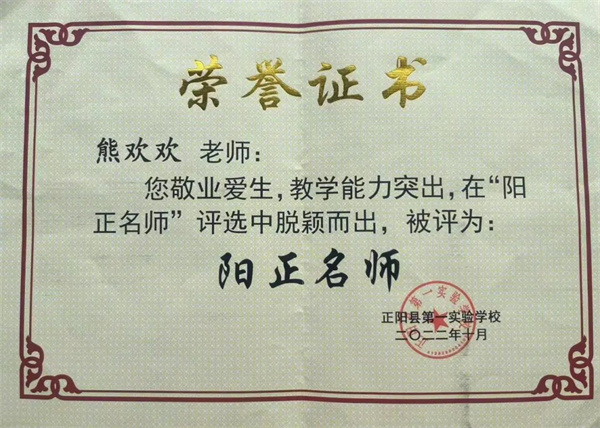 荣誉证书
熊欢欢 老师：
您敬业爱生，教学能力突出，在“阳
正名师”评选中脱颖而出，被评为：
阳正名师
正阳县第一实验学校
二〇二二年十月